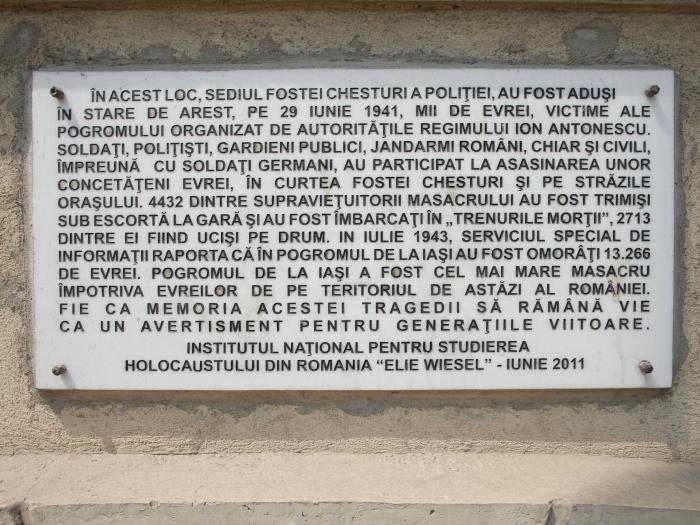 ÎN ACEST LOC, SEDIUL FOSTEI CHESTURI A POLIŢIEI, AU FOST ADUŞI
ÎN STARE DE AREST, PE 29 IUNIE 1941, MII DE EVREI, VICTIME ALE
POGROMULUI ORGANIZAT DE AUTORITĂŢILE REGIMULUI ION ANTONESCU.
SOLDAŢI, POLIŢIŞTI, GARDIENI PUBLICI, JANDARMI ROMÂNI, CHIAR ŞI CIVILI,
ÎMPREUNĂ CU SOLDAŢI GERMANI, AU PARTICIPAT LA ASASINAREA UNOR
CONCETĂŢENI EVREI, ÎN CURTEA FOSTEI CHESTURI ŞI PE STRĂZILE
ORAŞULUI. 4432 DINTRE SUPRAVIEŢUITORII MASACRULUI AU FOST TRIMIŞI
SUB ESCORTĂ LA GARĂ ŞI AU FOST ÎMBARCAŢI ÎN „TRENURILE MORŢII”, 2713
DINTRE EI FIIND UCIŞI PE DRUM. IN IULIE 1943, SERVICIUL SPECIAL DE
INFORMAŢII RAPORTA CĂ ÎN POGROMUL DE LA IAŞI AU FOST OMORÂŢI 13.266
DE EVREI. POGROMUL DE LA IAŞI A FOST CEL MAI MARE MASACRU
ÎMPOTRIVA EVREILOR DE PE TERITORIUL DE ASTĂZI AL ROMÂNIEI.
FIE CA MEMORIA ACESTEI TRAGEDII SĂ RĂMÂNĂ VIE
CA UN AVERTISMENT PENTRU GENERAŢIILE VIITOARE.
INSTITUTUL NAŢIONAL PENTRU STUDIEREA
HOLOCAUSTULUI DIN ROMANIA “ELIE WIESEL” - IUNIE 2011